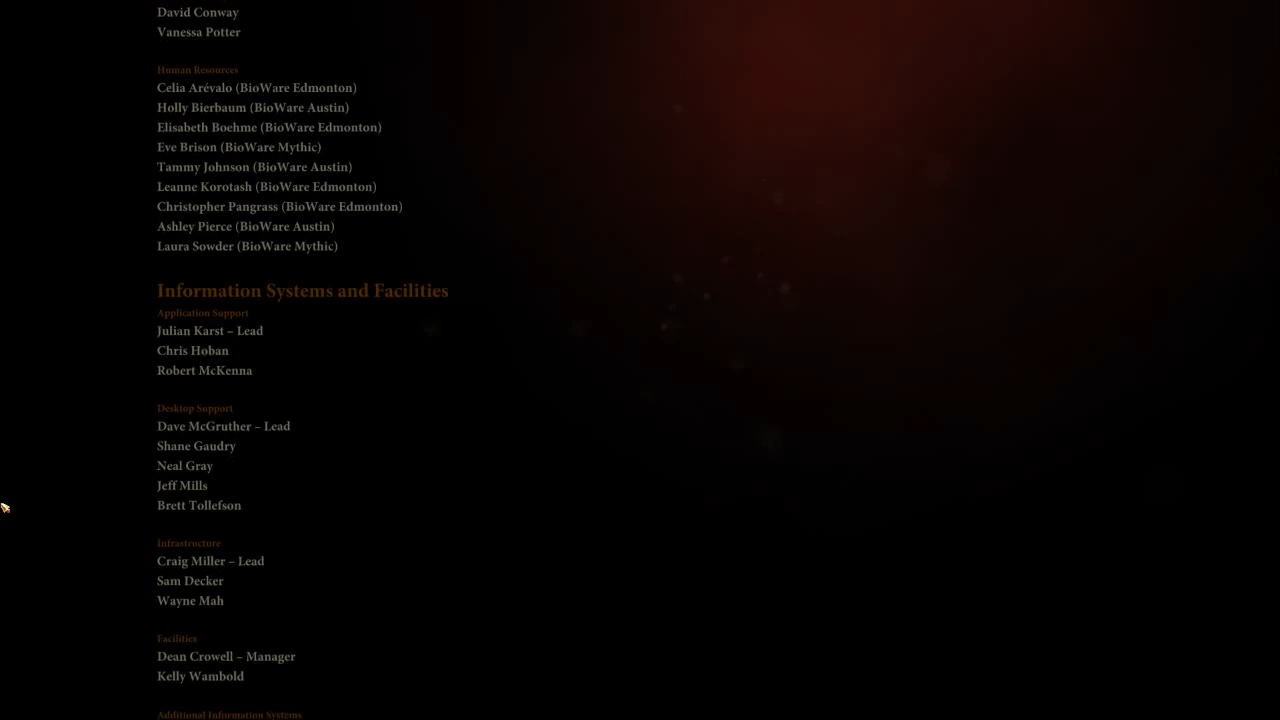 David Conway
Vanessa Potter
Human Resources
Celia Arévalo (BioWare Edmonton)
Holly Bierbaum (BioWare Austin)
Elisabeth Boehme (BioWare Edmonton)
Eve Brison (BioWare Mythic)
Tammy Johnson (BioWare Austin)
Leanne Korotash (BioWare Edmonton)
Christopher Pangrass (BioWare Edmonton)
Ashley Pierce (BioWare Austin)
Laura Sowder (BioWare Mythic)
Information Systems and Facilities
Application Support
Julian Karst – Lead
Chris Hoban
Robert McKenna
Desktop Support
Dave McGruther – Lead
Shane Gaudry
Neal Gray
Jeff Mills
Brett Tollefson
Infrastructure
Craig Miller – Lead
Sam Decker
Wayne Mah
Facilities
Dean Crowell – Manager
Kelly Wambold
Additional Information Systems